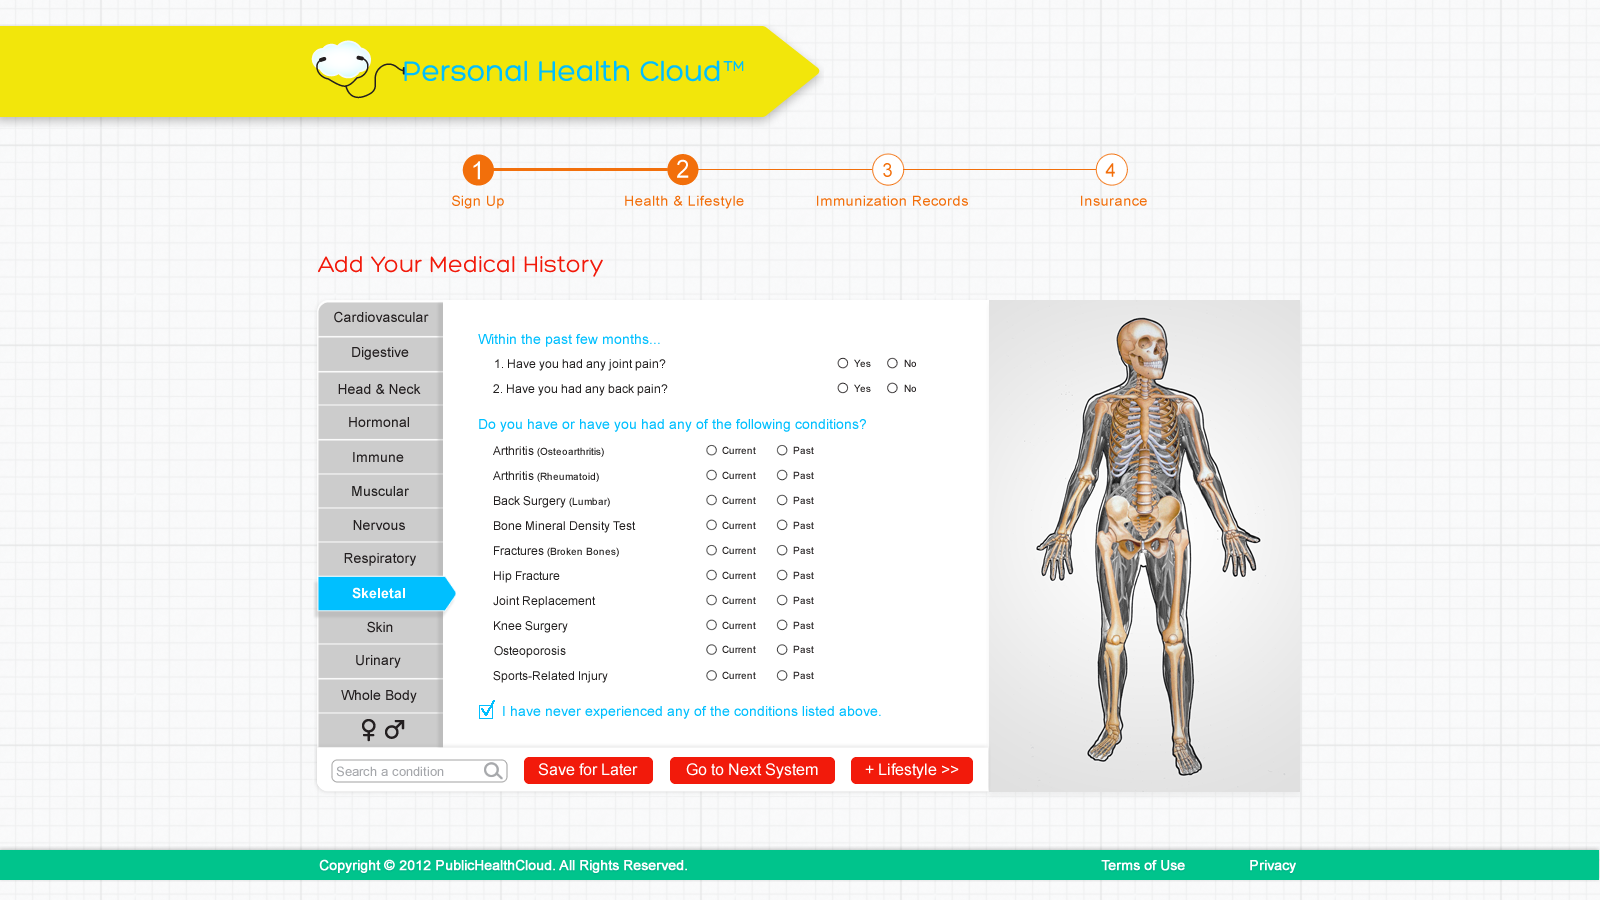 Personal Health Cloud™
1 2 3 4
Sign Up Health & Lifestyle Immunization Records Insurance
Add Your Medical History
Cardiovascular
Digestive
Head & Neck
Hormonal
Immune
Muscular
Nervous
Respiratory
Skeletal
Skin
Urinary
Whole Body
♀ ♂
Within the past few months...
1. Have you had any joint pain? Yes No
2. Have you had any back pain? Yes No
Do you have or have you had any of the following conditions?
Arthritis (Osteoarthritis) Current Past
Arthritis (Rheumatoid) Current Past
Back Surgery (Lumbar) Current Past
Bone Mineral Density Test Current Past
Fractures (Broken Bones) Current Past
Hip Fracture Current Past
Joint Replacement Current Past
Knee Surgery Current Past
Osteoporosis Current Past
Sports-Related Injury Current Past
I have never experienced any of the conditions listed above.
Search a condition Save for Later Go to Next System + Lifestyle >>
Copyright © 2012 PublicHealthCloud. All Rights Reserved. Terms of Use Privacy